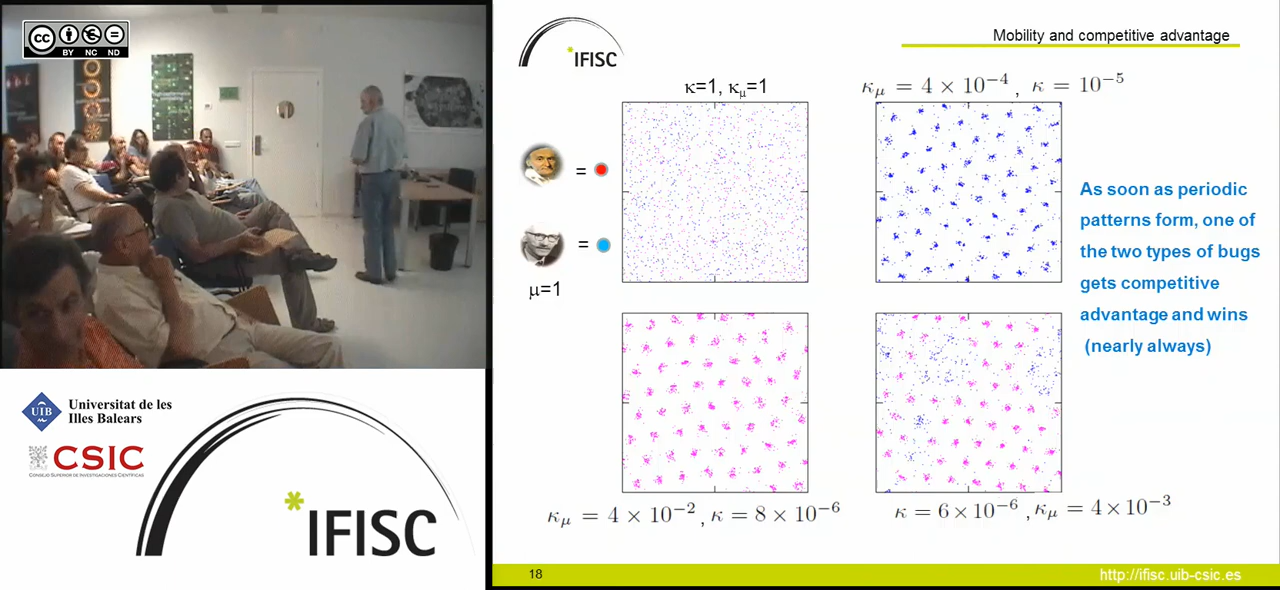 cc
BY NC ND
UIB
Universitat de les
Illes Balears
CSIC
CONSEJO SUPERIOR DE INVESTIGACIONES CIENTÍFICAS
IFISC
IFISC
Mobility and competitive advantage
κ=1, κμ=1
κμ = 4 × 10⁻⁴ , κ = 10⁻⁵
=
=
μ=1
As soon as periodic
patterns form, one of
the two types of bugs
gets competitive
advantage and wins
(nearly always)
κμ = 4 × 10⁻² , κ = 8 × 10⁻⁶
κ = 6×10⁻⁶ , κμ = 4×10⁻³
18
http://ifisc.uib-csic.es